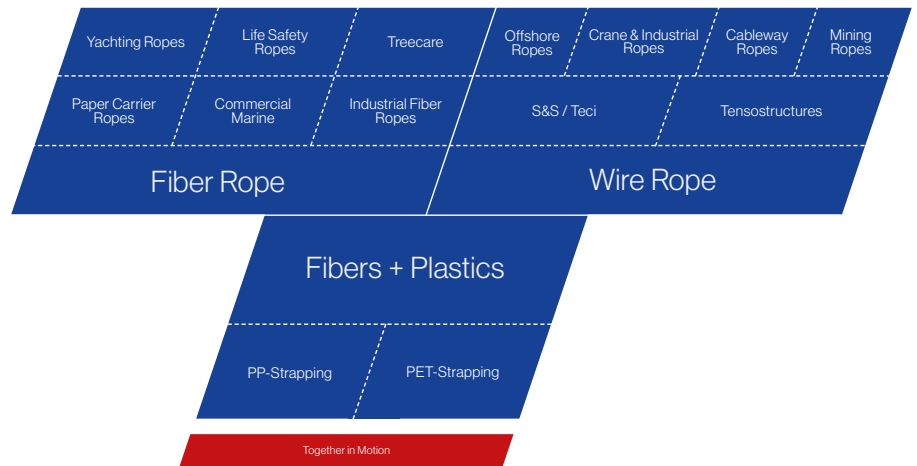 Yachting Ropes
Life Safety
Ropes
Treecare
Offshore
Ropes
Crane & Industrial
Ropes
Cableway
Ropes
Mining
Ropes
Paper Carrier
Ropes
Commercial
Marine
Industrial Fiber
Ropes
S&S / Teci
Tensostructures
Fiber Rope
Wire Rope
Fibers + Plastics
PP-Strapping
PET-Strapping
Together in Motion